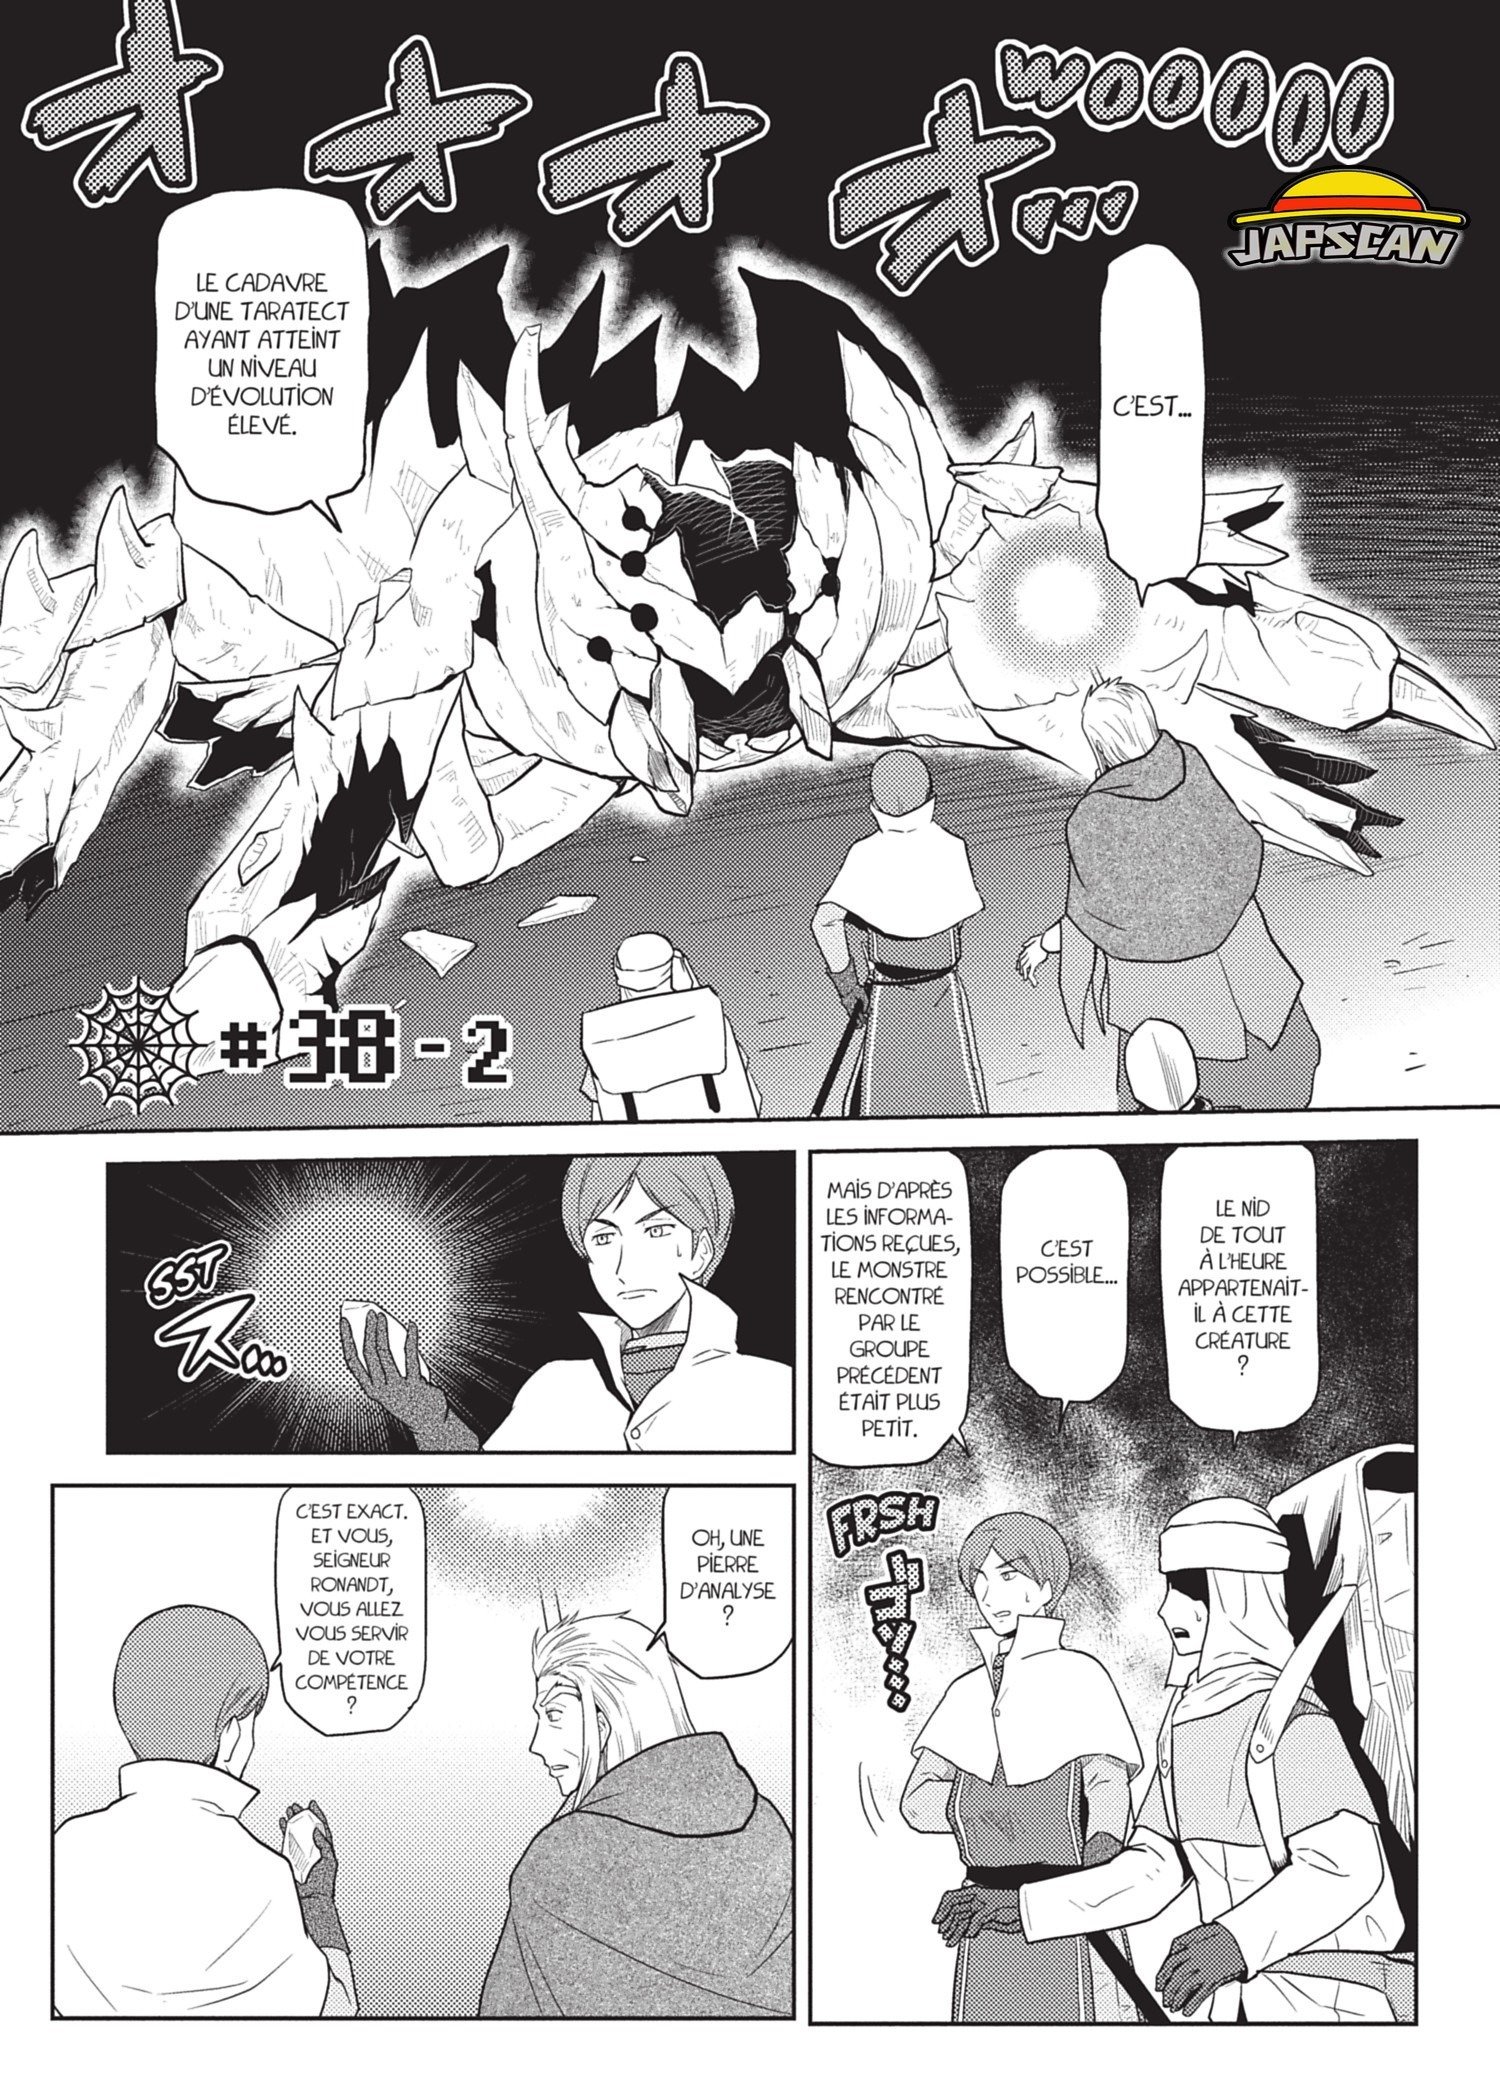 オオオオ...
WOOOOO
JAPSCAN
C'EST...
LE CADAVRE
D'UNE TARATECT
AYANT ATTEINT
UN NIVEAU
D'ÉVOLUTION
ÉLEVÉ.
#38-2
LE NID
DE TOUT
À L'HEURE
APPARTENAIT-
IL À CETTE
CRÉATURE
?
C'EST
POSSIBLE...
MAIS D'APRÈS
LES INFORMA-
TIONS REÇUES,
LE MONSTRE
RENCONTRÉ
PAR LE
GROUPE
PRÉCÉDENT
ÉTAIT PLUS
PETIT.
FRSH
ゴソ...
SST
ス...
OH, UNE
PIERRE
D'ANALYSE
?
C'EST EXACT.
ET VOUS,
SEIGNEUR
RONANDT,
VOUS ALLEZ
VOUS SERVIR
DE VOTRE
COMPÉTENCE
?